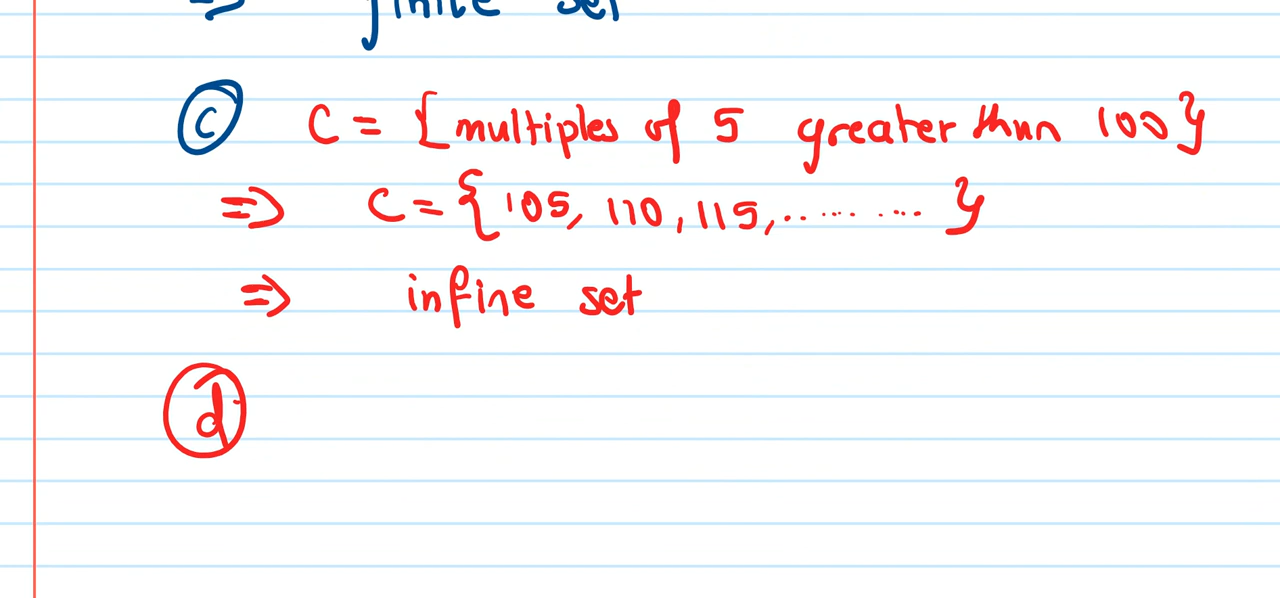 => finite set
(c) C = {multiples of 5 greater than 100}
=> C = {105, 110, 115, .......... }
=> infine set
(d)